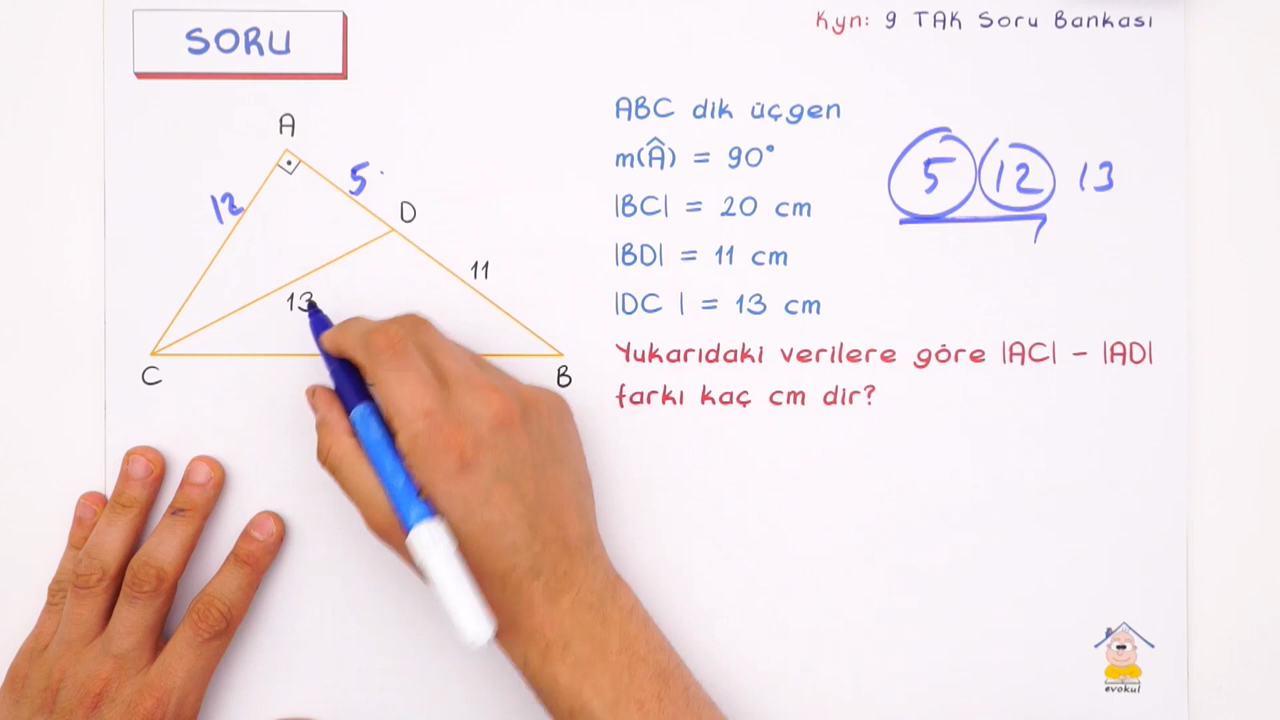 SORU
Kyn: 9 TAK Soru Bankası
A
12
5
D
11
13
C
B
ABC dik üçgen
m(Â) = 90°
|BC| = 20 cm
|BD| = 11 cm
|DC | = 13 cm
Yukarıdaki verilere göre |AC| - |AD|
farkı kaç cm dir?
5 12 13
evokul